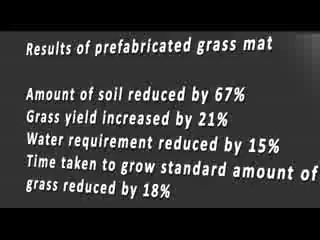 Results of prefabricated grass mat
Amount of soil reduced by 67%
Grass yield increased by 21%
Water requirement reduced by 15%
Time taken to grow standard amount of
grass reduced by 18%